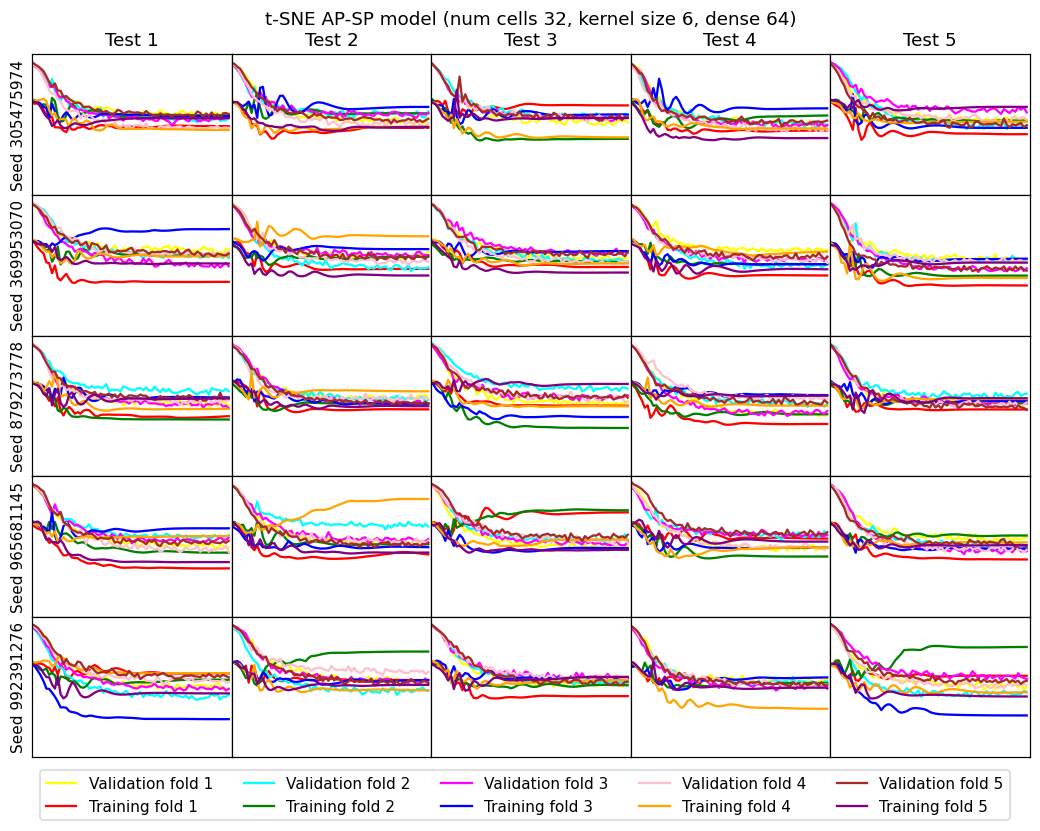 t-SNE AP-SP model (num cells 32, kernel size 6, dense 64)
Test 1 Test 2 Test 3 Test 4 Test 5
Seed 305475974
Seed 369953070
Seed 879273778
Seed 965681145
Seed 992391276
Validation fold 1 Validation fold 2 Validation fold 3 Validation fold 4 Validation fold 5
Training fold 1 Training fold 2 Training fold 3 Training fold 4 Training fold 5